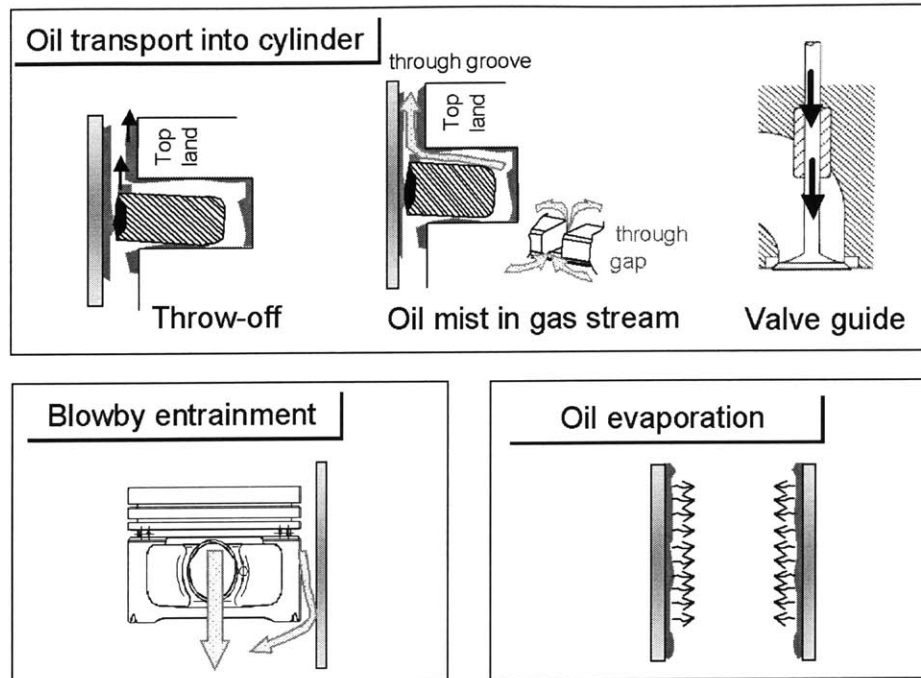 Oil transport into cylinder
through groove
Top
land
Top
land
through
gap
Throw-off
Oil mist in gas stream
Valve guide
Blowby entrainment
Oil evaporation